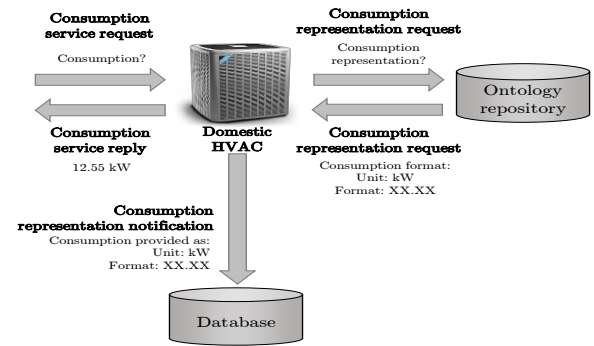 Consumption
service request
Consumption?
Consumption
representation request
Consumption
representation?
Ontology
repository
Consumption
service reply
12.55 kW
Domestic
HVAC
Consumption
representation request
Consumption format:
Unit: kW
Format: XX.XX
Consumption
representation notification
Consumption provided as:
Unit: kW
Format: XX.XX
Database